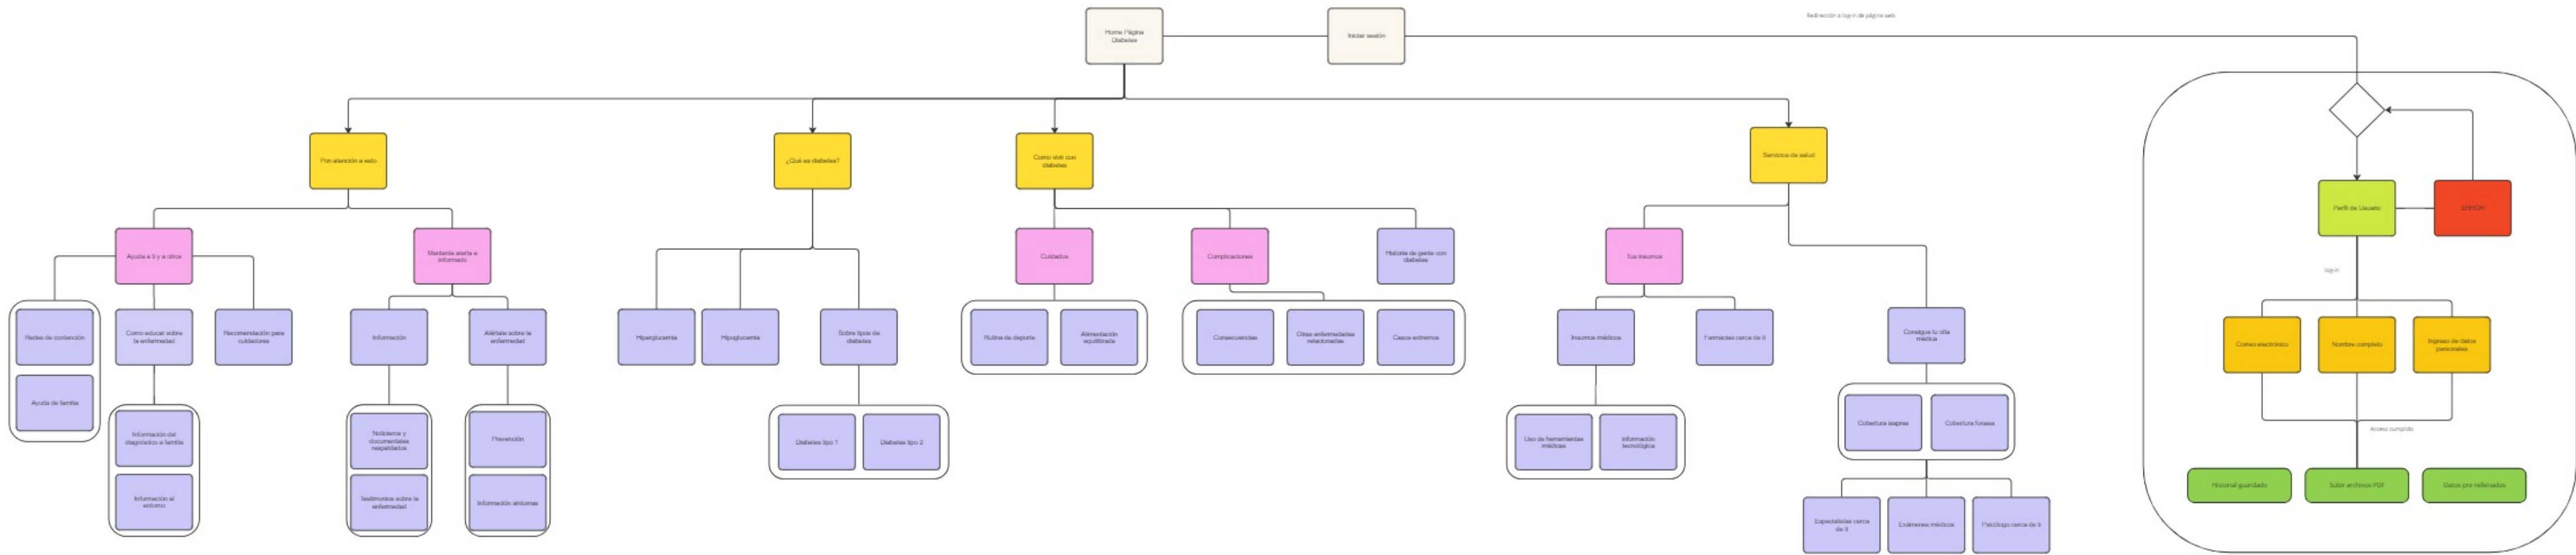 Home Página
Diabetes
Iniciar sesión
Redirección a log-in de página web
Pon atención a esto
¿Qué es diabetes?
Como vivir con
diabetes
Servicios de salud
Perfil de Usuario
ERROR
Ayuda a ti y a otros
Mantente alerta e
informado
Cuidados
Complicaciones
Historia de gente con
diabetes
Tus insumos
log-in
Redes de contención
Como educar sobre
la enfermedad
Recomendación para
cuidadores
Información
Alértate sobre la
enfermedad
Hiperglucemia
Hipoglucemia
Sobre tipos de
diabetes
Rutina de deporte
Alimentación
equilibrada
Consecuencias
Otras enfermedades
relacionadas
Casos extremos
Insumos médicos
Farmacias cerca de ti
Consigue tu cita
médica
Correo electrónico
Nombre completo
Ingreso de datos
personales
Ayuda de familia
Información del
diagnóstico a familia
Noticieros y
documentales
respaldados
Prevención
Diabetes tipo 1
Diabetes tipo 2
Uso de herramientas
médicas
Información
tecnológica
Cobertura isapres
Cobertura fonasa
Acceso cumplido
Información al
entorno
Testimonios sobre la
enfermedad
Información síntomas
Especialistas cerca
de ti
Exámenes médicos
Psicólogo cerca de ti
Historial guardado
Subir archivos PDF
Datos pre rellenados